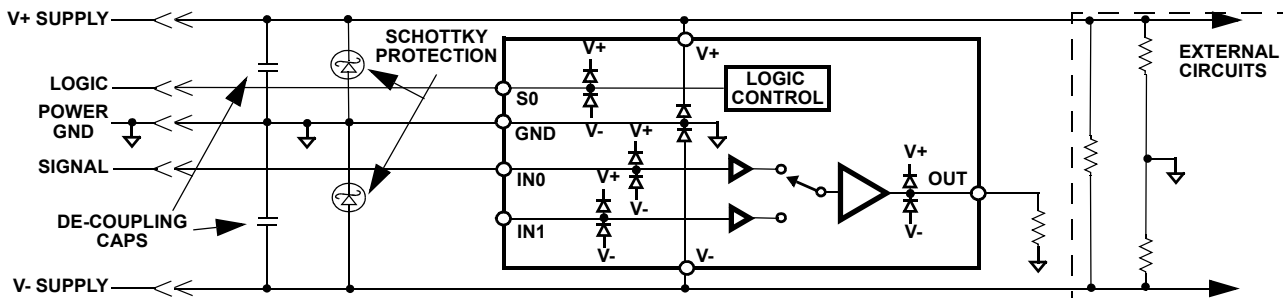 V+ SUPPLY
SCHOTTKY
PROTECTION
V+
V+
EXTERNAL
CIRCUITS
LOGIC
LOGIC
CONTROL
S0
POWER
GND
V-
V+
GND
SIGNAL
IN0
V+
V+
OUT
V-
V-
DE-COUPLING
CAPS
IN1
V-
V-
V- SUPPLY